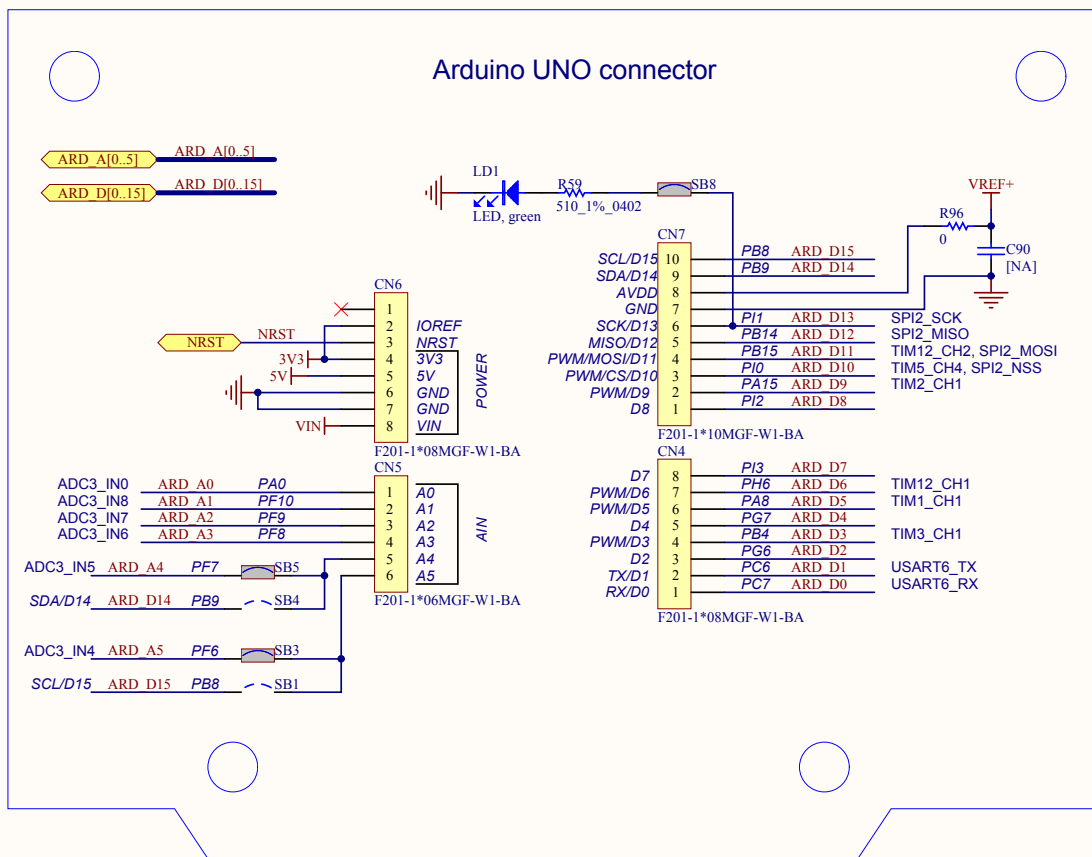 Arduino UNO connector
ARD_A[0..5] ARD_A[0..5]
ARD_D[0..15] ARD_D[0..15]
LD1
LED, green
R59
510_1%_0402
SB8
VREF+
R96
0
C90
[NA]
CN6
1
2 IOREF
NRST NRST 3 NRST
3V3 4 3V3
5V 5 5V
6 GND
7 GND
VIN 8 VIN
POWER
F201-1*08MGF-W1-BA
CN7
SCL/D15 10 PB8 ARD_D15
SDA/D14 9 PB9 ARD_D14
AVDD 8
GND 7
SCK/D13 6 PI1 ARD_D13 SPI2_SCK
MISO/D12 5 PB14 ARD_D12 SPI2_MISO
PWM/MOSI/D11 4 PB15 ARD_D11 TIM12_CH2, SPI2_MOSI
PWM/CS/D10 3 PI0 ARD_D10 TIM5_CH4, SPI2_NSS
PWM/D9 2 PA15 ARD_D9 TIM2_CH1
D8 1 PI2 ARD_D8
F201-1*10MGF-W1-BA
CN5
ADC3_IN0 ARD_A0 PA0 1 A0
ADC3_IN8 ARD_A1 PF10 2 A1
ADC3_IN7 ARD_A2 PF9 3 A2
ADC3_IN6 ARD_A3 PF8 4 A3
5 A4
6 A5
AIN
F201-1*06MGF-W1-BA
ADC3_IN5 ARD_A4 PF7 SB5
SDA/D14 ARD_D14 PB9 SB4
ADC3_IN4 ARD_A5 PF6 SB3
SCL/D15 ARD_D15 PB8 SB1
CN4
D7 8 PI3 ARD_D7
PWM/D6 7 PH6 ARD_D6 TIM12_CH1
PWM/D5 6 PA8 ARD_D5 TIM1_CH1
D4 5 PG7 ARD_D4
PWM/D3 4 PB4 ARD_D3 TIM3_CH1
D2 3 PG6 ARD_D2
TX/D1 2 PC6 ARD_D1 USART6_TX
RX/D0 1 PC7 ARD_D0 USART6_RX
F201-1*08MGF-W1-BA